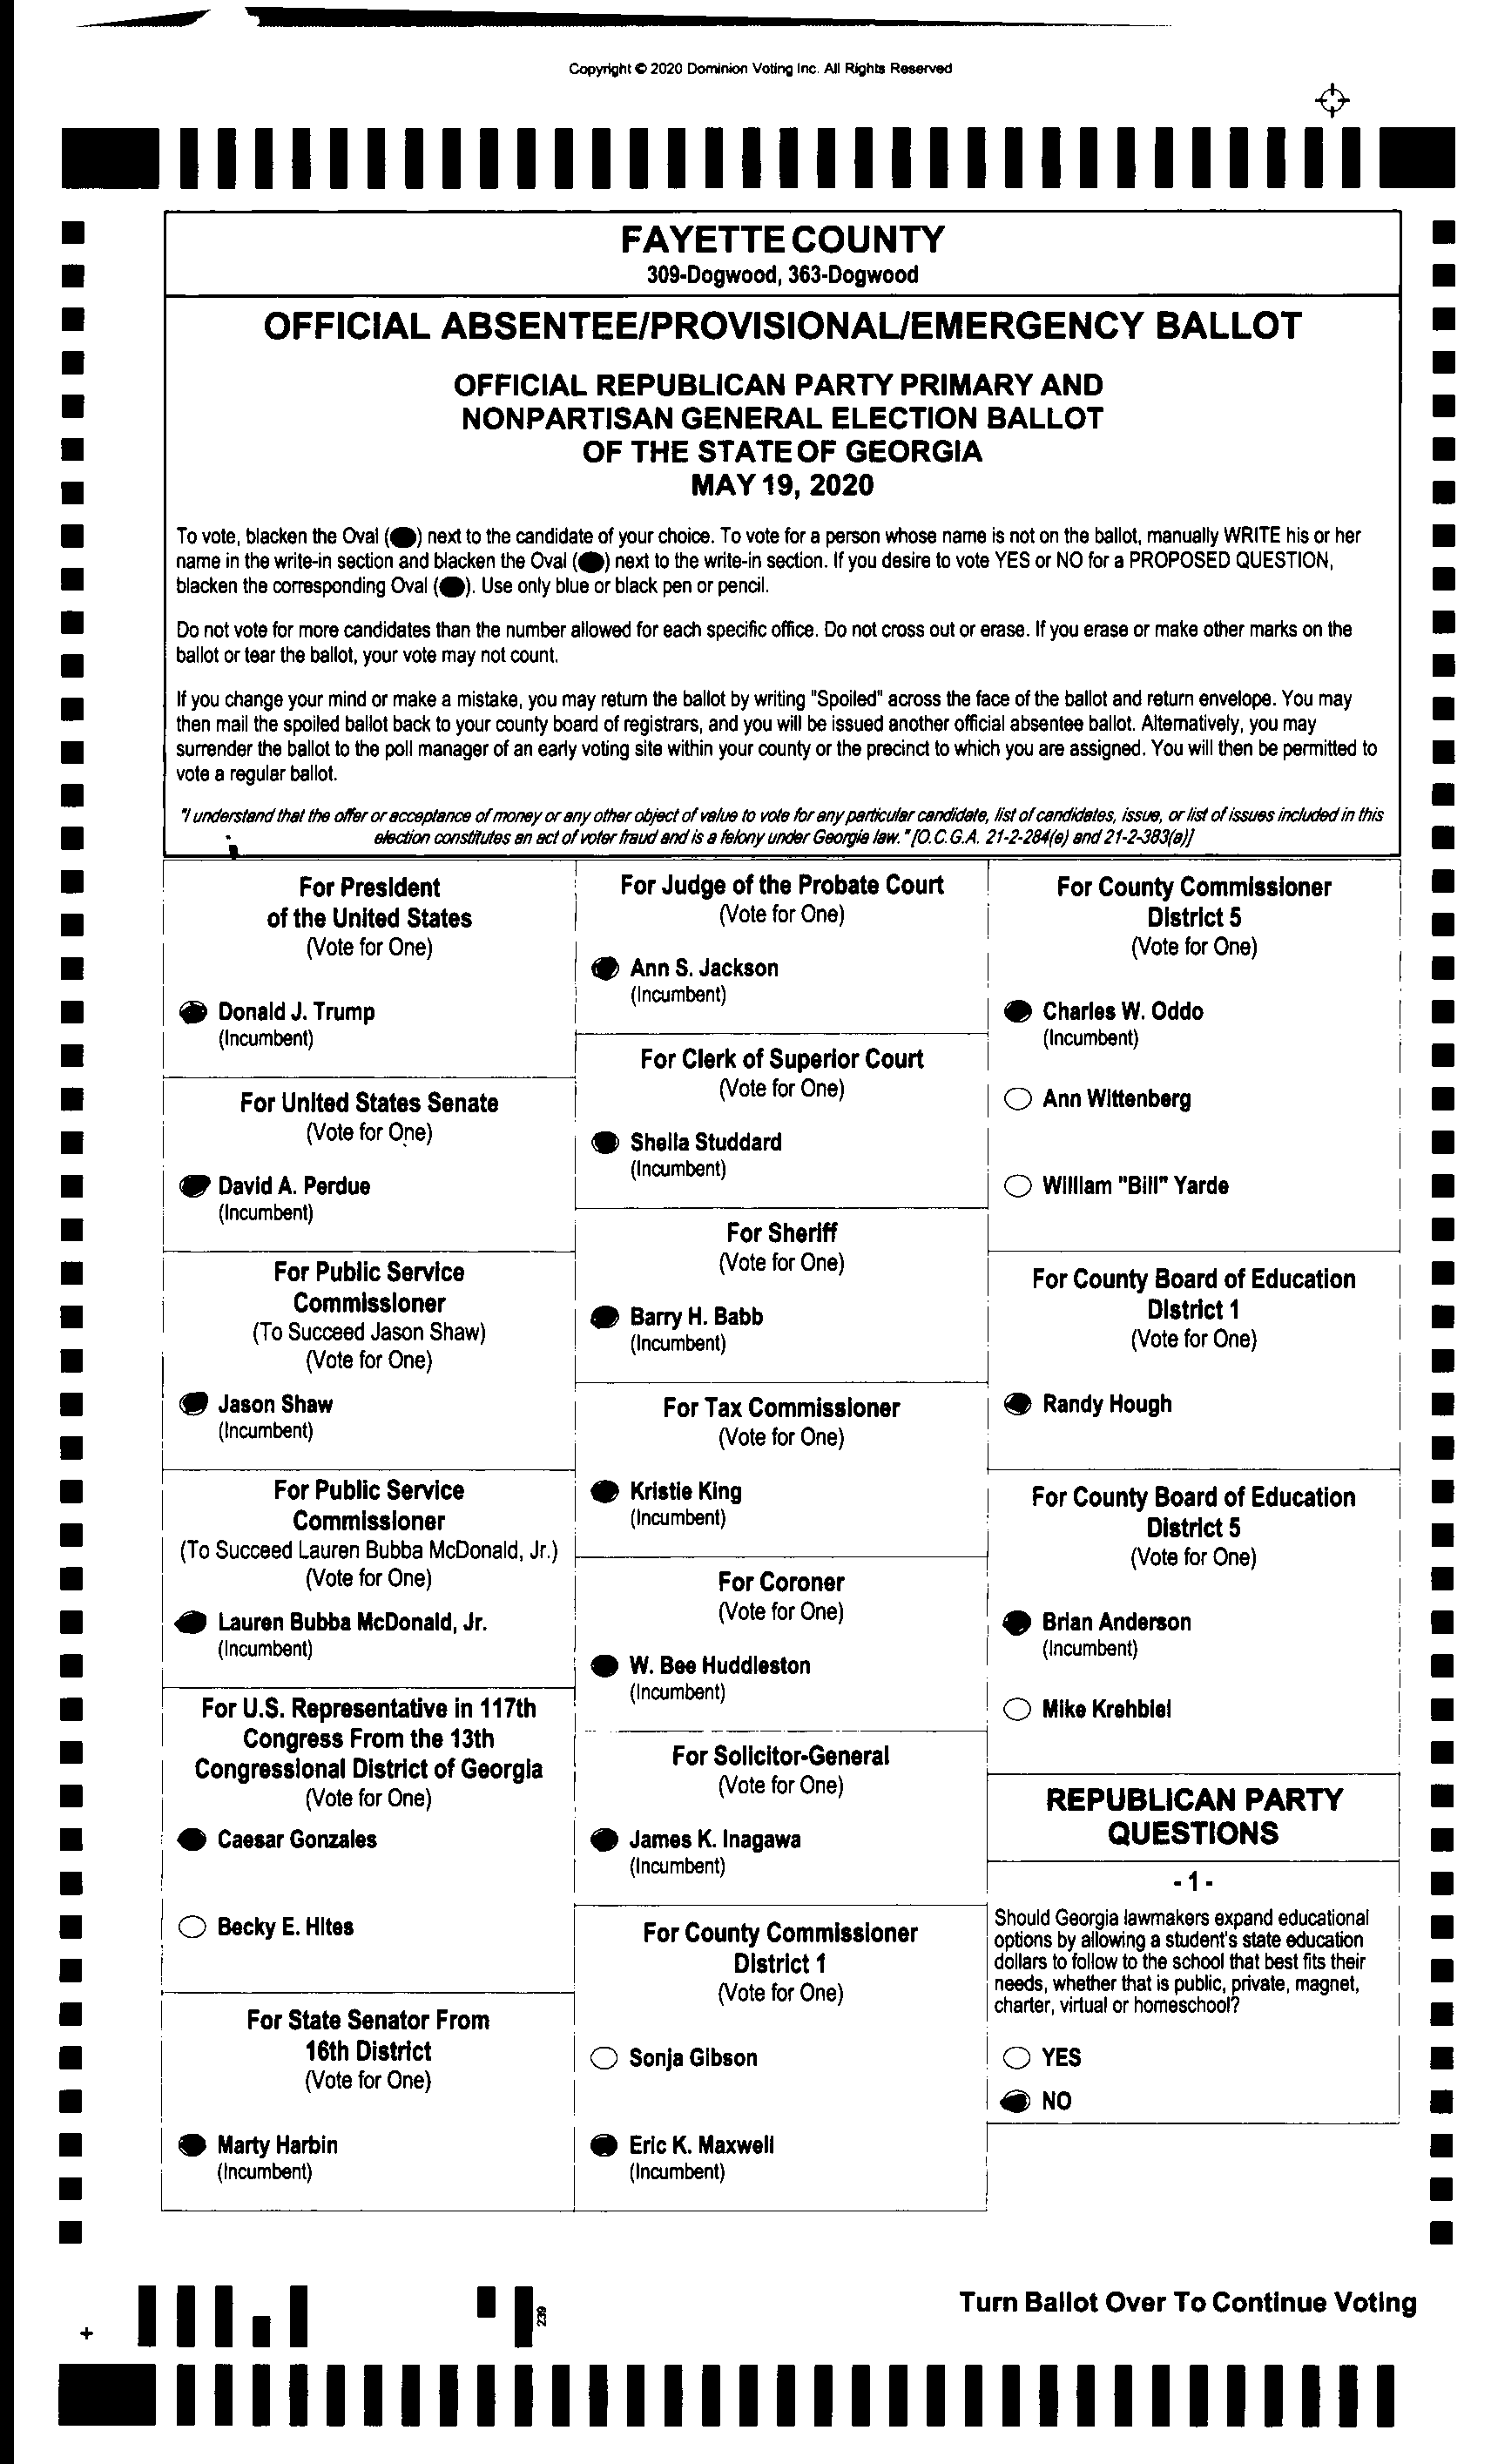 Copyright © 2020 Dominion Voting Inc. All Rights Reserved
FAYETTE COUNTY
309-Dogwood, 363-Dogwood
OFFICIAL ABSENTEE/PROVISIONAL/EMERGENCY BALLOT
OFFICIAL REPUBLICAN PARTY PRIMARY AND
NONPARTISAN GENERAL ELECTION BALLOT
OF THE STATE OF GEORGIA
MAY 19, 2020
To vote, blacken the Oval ( ) next to the candidate of your choice. To vote for a person whose name is not on the ballot, manually WRITE his or her
name in the write-in section and blacken the Oval ( ) next to the write-in section. If you desire to vote YES or NO for a PROPOSED QUESTION,
blacken the corresponding Oval ( ). Use only blue or black pen or pencil.
Do not vote for more candidates than the number allowed for each specific office. Do not cross out or erase. If you erase or make other marks on the
ballot or tear the ballot, your vote may not count.
If you change your mind or make a mistake, you may return the ballot by writing "Spoiled" across the face of the ballot and return envelope. You may
then mail the spoiled ballot back to your county board of registrars, and you will be issued another official absentee ballot. Alternatively, you may
surrender the ballot to the poll manager of an early voting site within your county or the precinct to which you are assigned. You will then be permitted to
vote a regular ballot.
"I understand that the offer or acceptance of money or any other object of value to vote for any particular candidate, list of candidates, issue, or list of issues included in this
election constitutes an act of voter fraud and is a felony under Georgia law." [O.C.G.A. 21-2-284(e) and 21-2-383(a)]
For President
of the United States
(Vote for One)
Donald J. Trump
(Incumbent)
For United States Senate
(Vote for One)
David A. Perdue
(Incumbent)
For Public Service
Commissioner
(To Succeed Jason Shaw)
(Vote for One)
Jason Shaw
(Incumbent)
For Public Service
Commissioner
(To Succeed Lauren Bubba McDonald, Jr.)
(Vote for One)
Lauren Bubba McDonald, Jr.
(Incumbent)
For U.S. Representative in 117th
Congress From the 13th
Congressional District of Georgia
(Vote for One)
Caesar Gonzales
Becky E. Hites
For State Senator From
16th District
(Vote for One)
Marty Harbin
(Incumbent)
For Judge of the Probate Court
(Vote for One)
Ann S. Jackson
(Incumbent)
For Clerk of Superior Court
(Vote for One)
Sheila Studdard
(Incumbent)
For Sheriff
(Vote for One)
Barry H. Babb
(Incumbent)
For Tax Commissioner
(Vote for One)
Kristie King
(Incumbent)
For Coroner
(Vote for One)
W. Bee Huddleston
(Incumbent)
For Solicitor-General
(Vote for One)
James K. Inagawa
(Incumbent)
For County Commissioner
District 1
(Vote for One)
Sonja Gibson
Eric K. Maxwell
(Incumbent)
For County Commissioner
District 5
(Vote for One)
Charles W. Oddo
(Incumbent)
Ann Wittenberg
William "Bill" Yarde
For County Board of Education
District 1
(Vote for One)
Randy Hough
For County Board of Education
District 5
(Vote for One)
Brian Anderson
(Incumbent)
Mike Krehbiel
REPUBLICAN PARTY
QUESTIONS
- 1 -
Should Georgia lawmakers expand educational
options by allowing a student's state education
dollars to follow to the school that best fits their
needs, whether that is public, private, magnet,
charter, virtual or homeschool?
YES
NO
Turn Ballot Over To Continue Voting
239